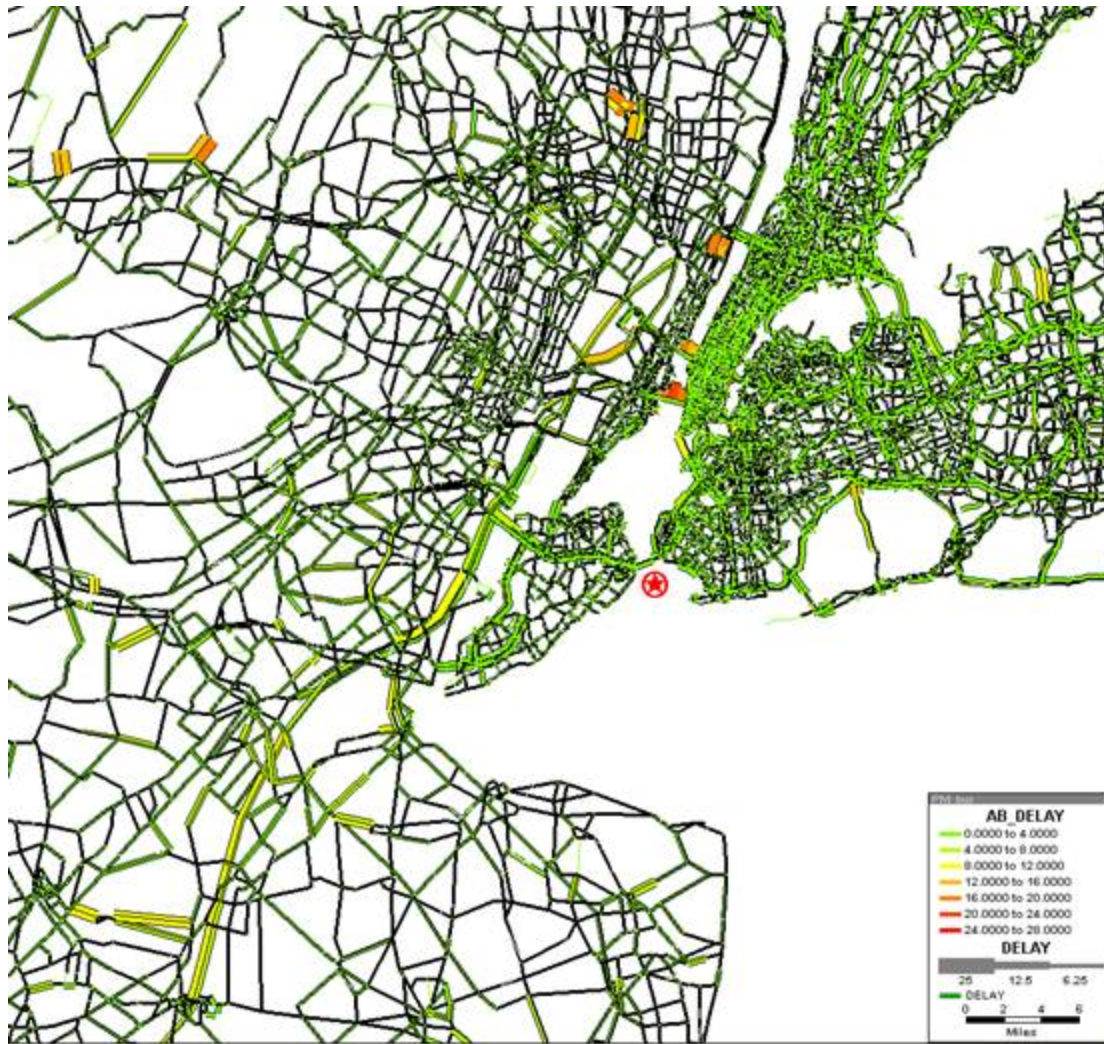 AB_DELAY
0.0000 to 4.0000
4.0000 to 8.0000
8.0000 to 12.0000
12.0000 to 16.0000
16.0000 to 20.0000
20.0000 to 24.0000
24.0000 to 28.0000
DELAY
25 12.5 6.25
DELAY
0 2 4 6
Miles